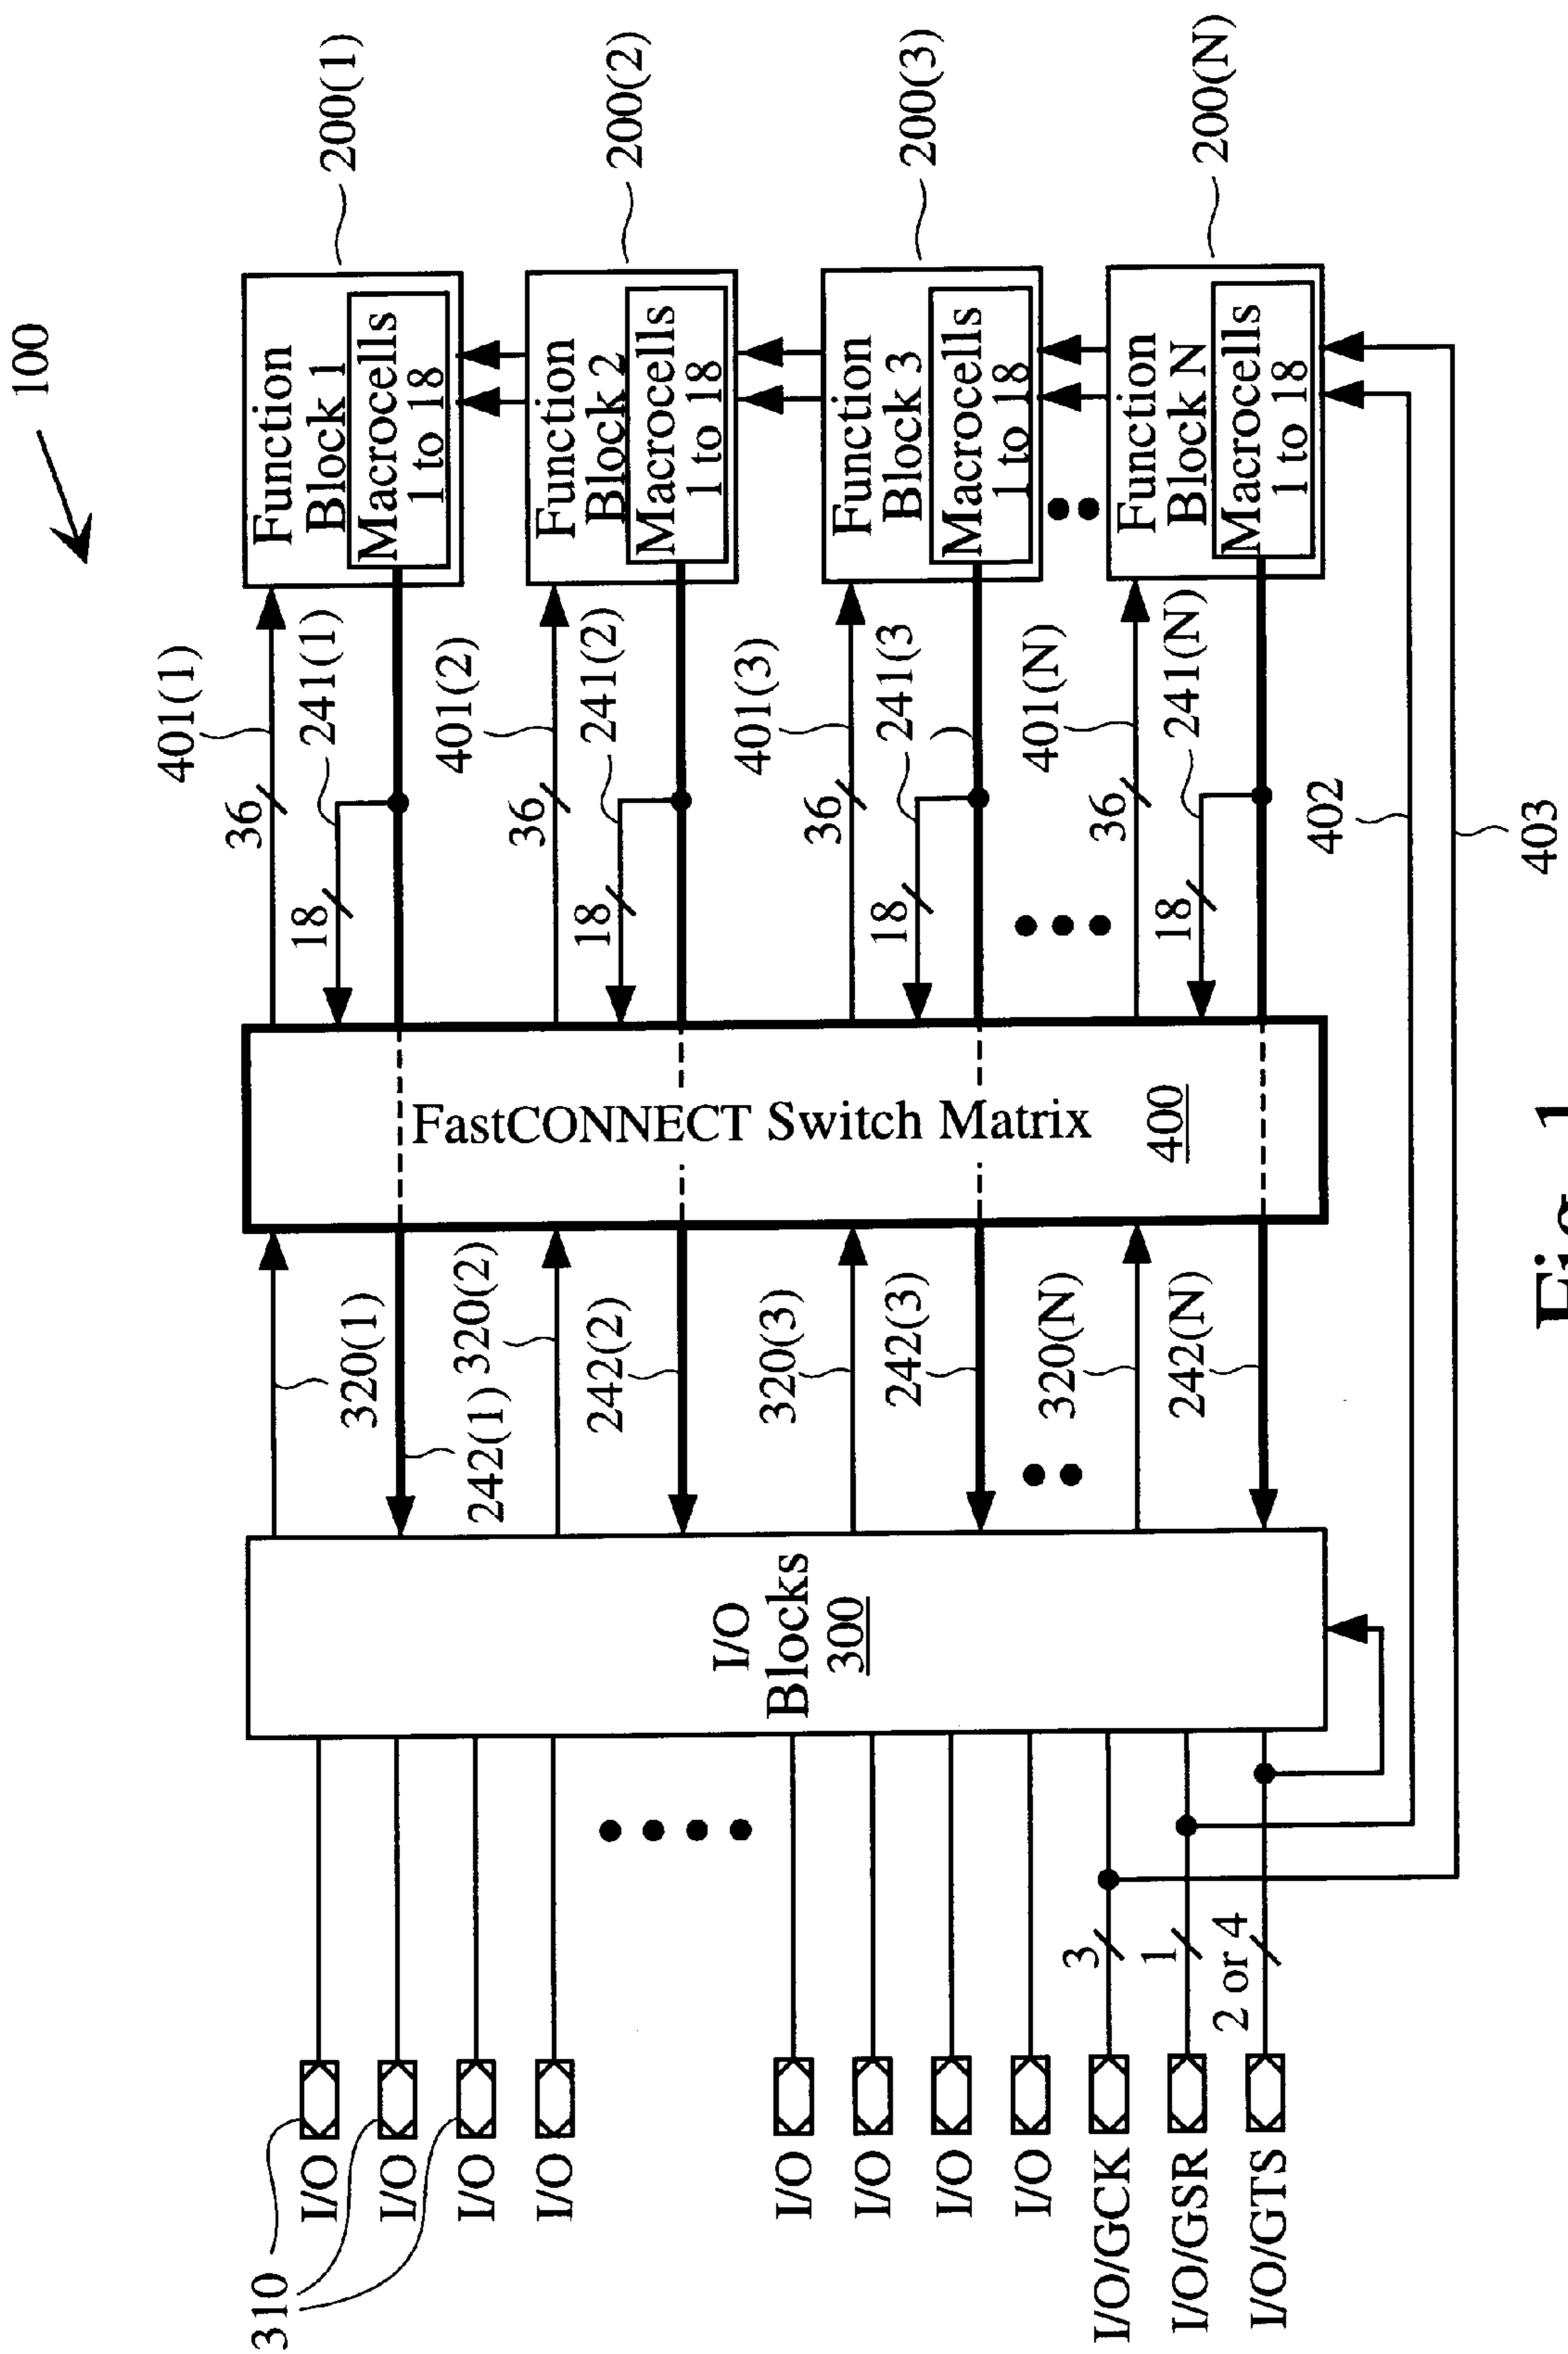 100
310
I/O
I/O
I/O
I/O
I/O
I/O
I/O
I/O
I/O/GCK
I/O/GSR
I/O/GTS
3
1
2 or 4
I/O
Blocks
300
320(1)
242(1)
320(2)
242(2)
320(3)
242(3)
320(N)
242(N)
FastCONNECT Switch Matrix
400
401(1)
36
241(1)
18
401(2)
36
241(2)
18
401(3)
36
241(3
)
18
401(N)
36
241(N)
18
402
403
Function
Block 1
Macrocells
1 to 18
200(1)
Function
Block 2
Macrocells
1 to 18
200(2)
Function
Block 3
Macrocells
1 to 18
200(3)
Function
Block N
Macrocells
1 to 18
200(N)